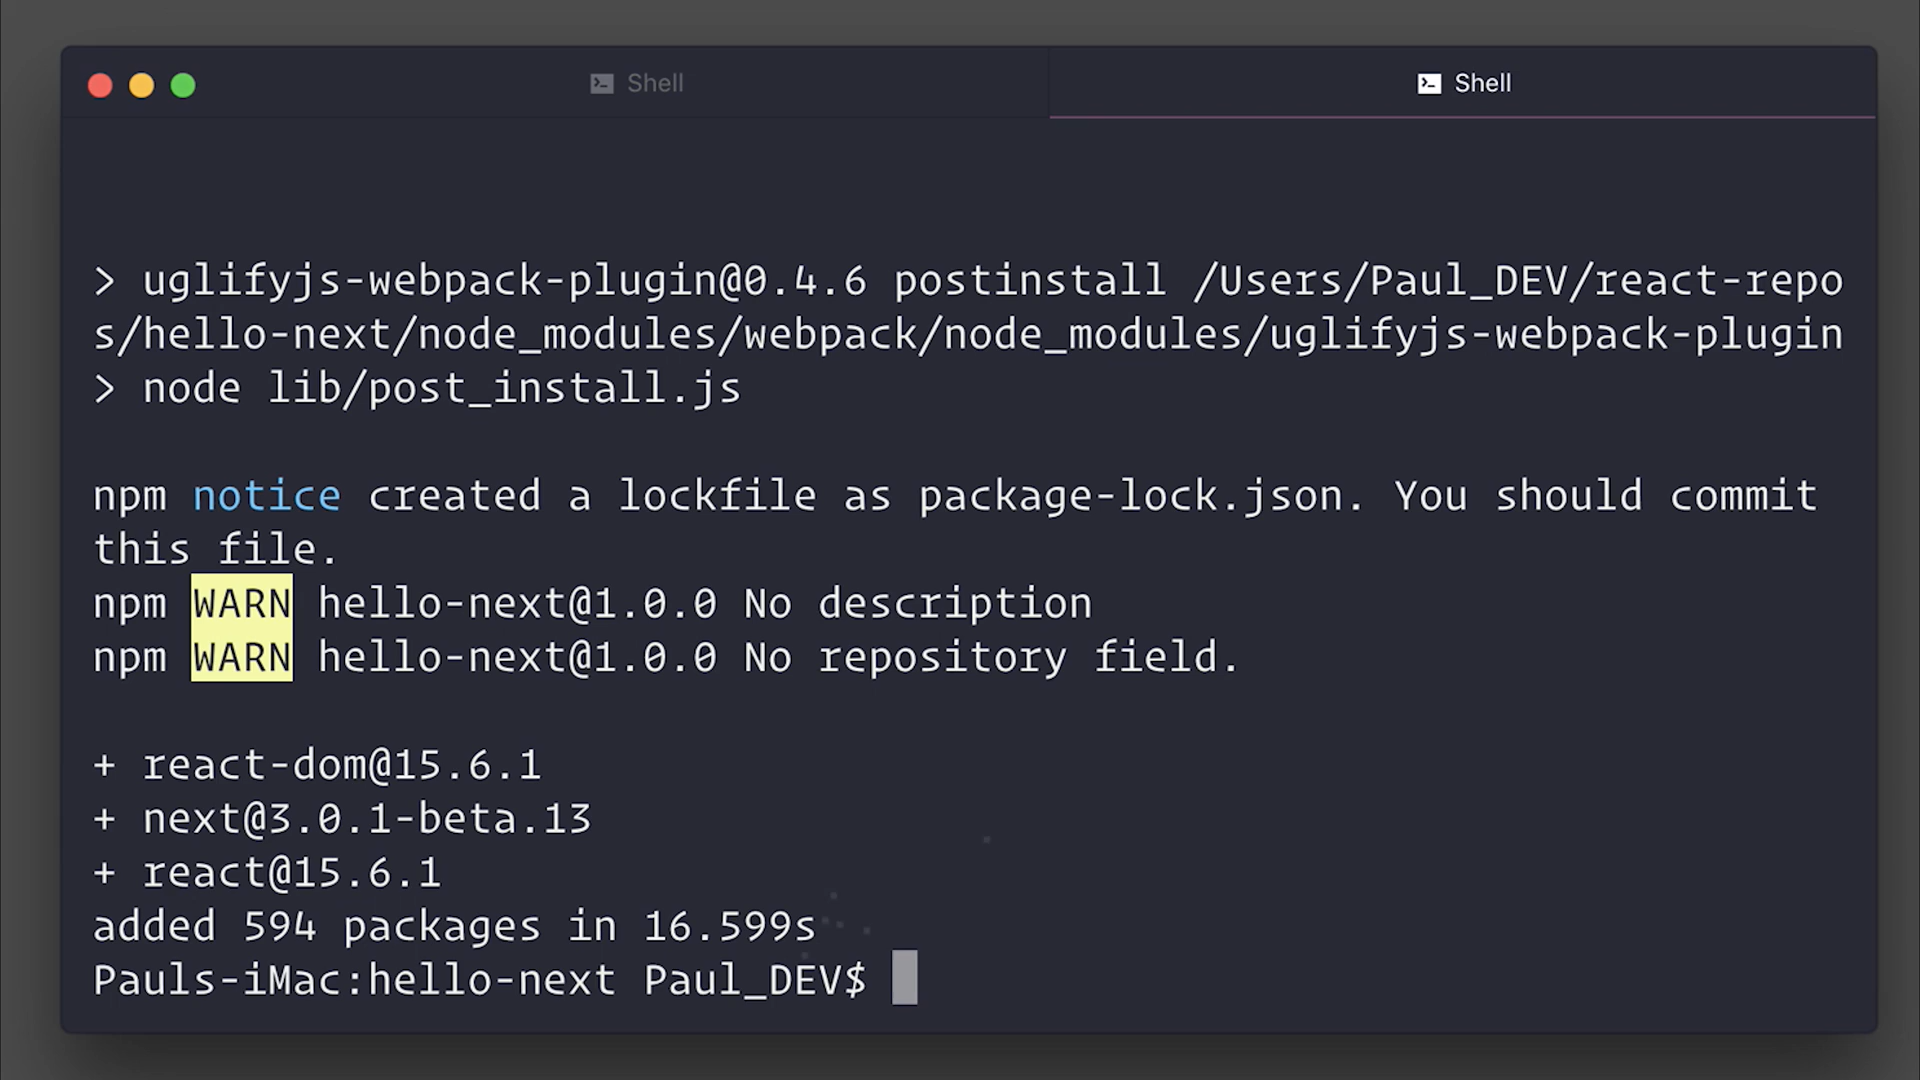 Shell
Shell
> uglifyjs-webpack-plugin@0.4.6 postinstall /Users/Paul_DEV/react-repo
s/hello-next/node_modules/webpack/node_modules/uglifyjs-webpack-plugin
> node lib/post_install.js
npm notice created a lockfile as package-lock.json. You should commit
this file.
npm WARN hello-next@1.0.0 No description
npm WARN hello-next@1.0.0 No repository field.
+ react-dom@15.6.1
+ next@3.0.1-beta.13
+ react@15.6.1
added 594 packages in 16.599s
Pauls-iMac:hello-next Paul_DEV$